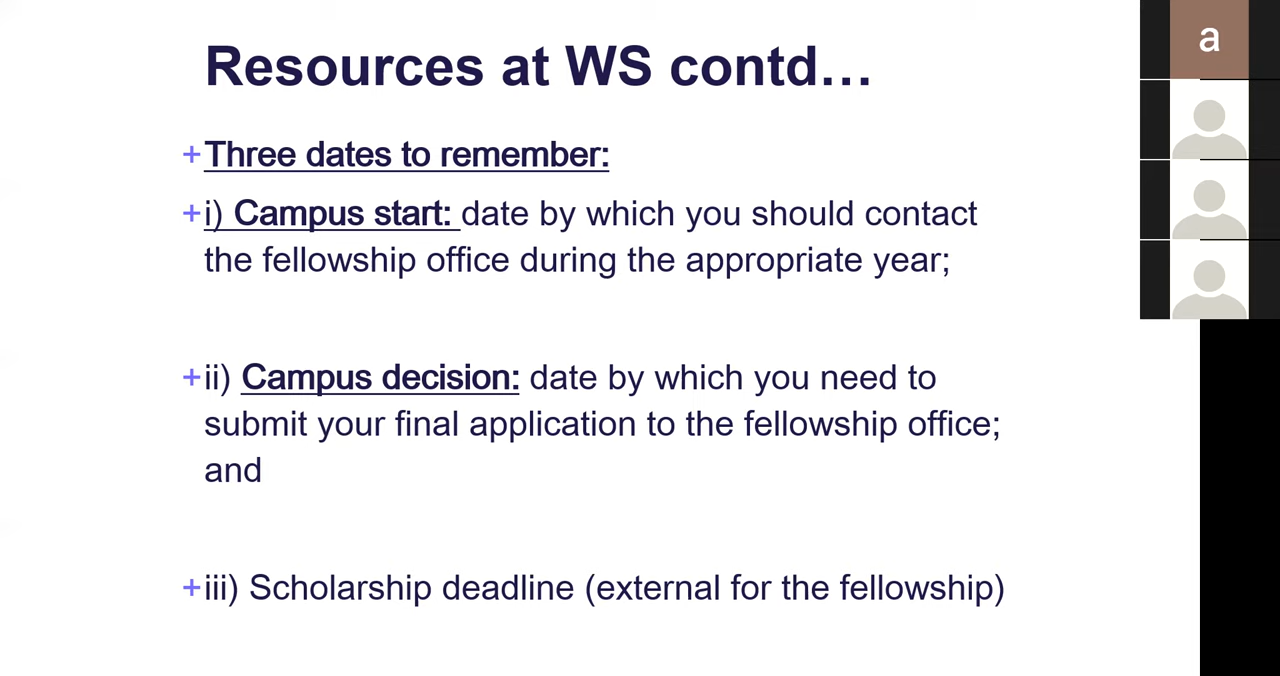 Resources at WS contd…
+Three dates to remember:
+i) Campus start: date by which you should contact
the fellowship office during the appropriate year;
+ii) Campus decision: date by which you need to
submit your final application to the fellowship office;
and
+iii) Scholarship deadline (external for the fellowship)
a